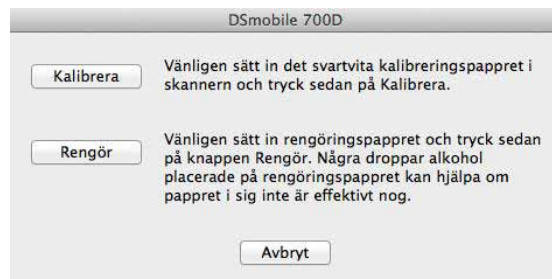 DSmobile 700D
Kalibrera
Vänligen sätt in det svartvita kalibreringspappret i
skannern och tryck sedan på Kalibrera.
Rengör
Vänligen sätt in rengöringspappret och tryck sedan
på knappen Rengör. Några droppar alkohol
placerade på rengöringspappret kan hjälpa om
pappret i sig inte är effektivt nog.
Avbryt